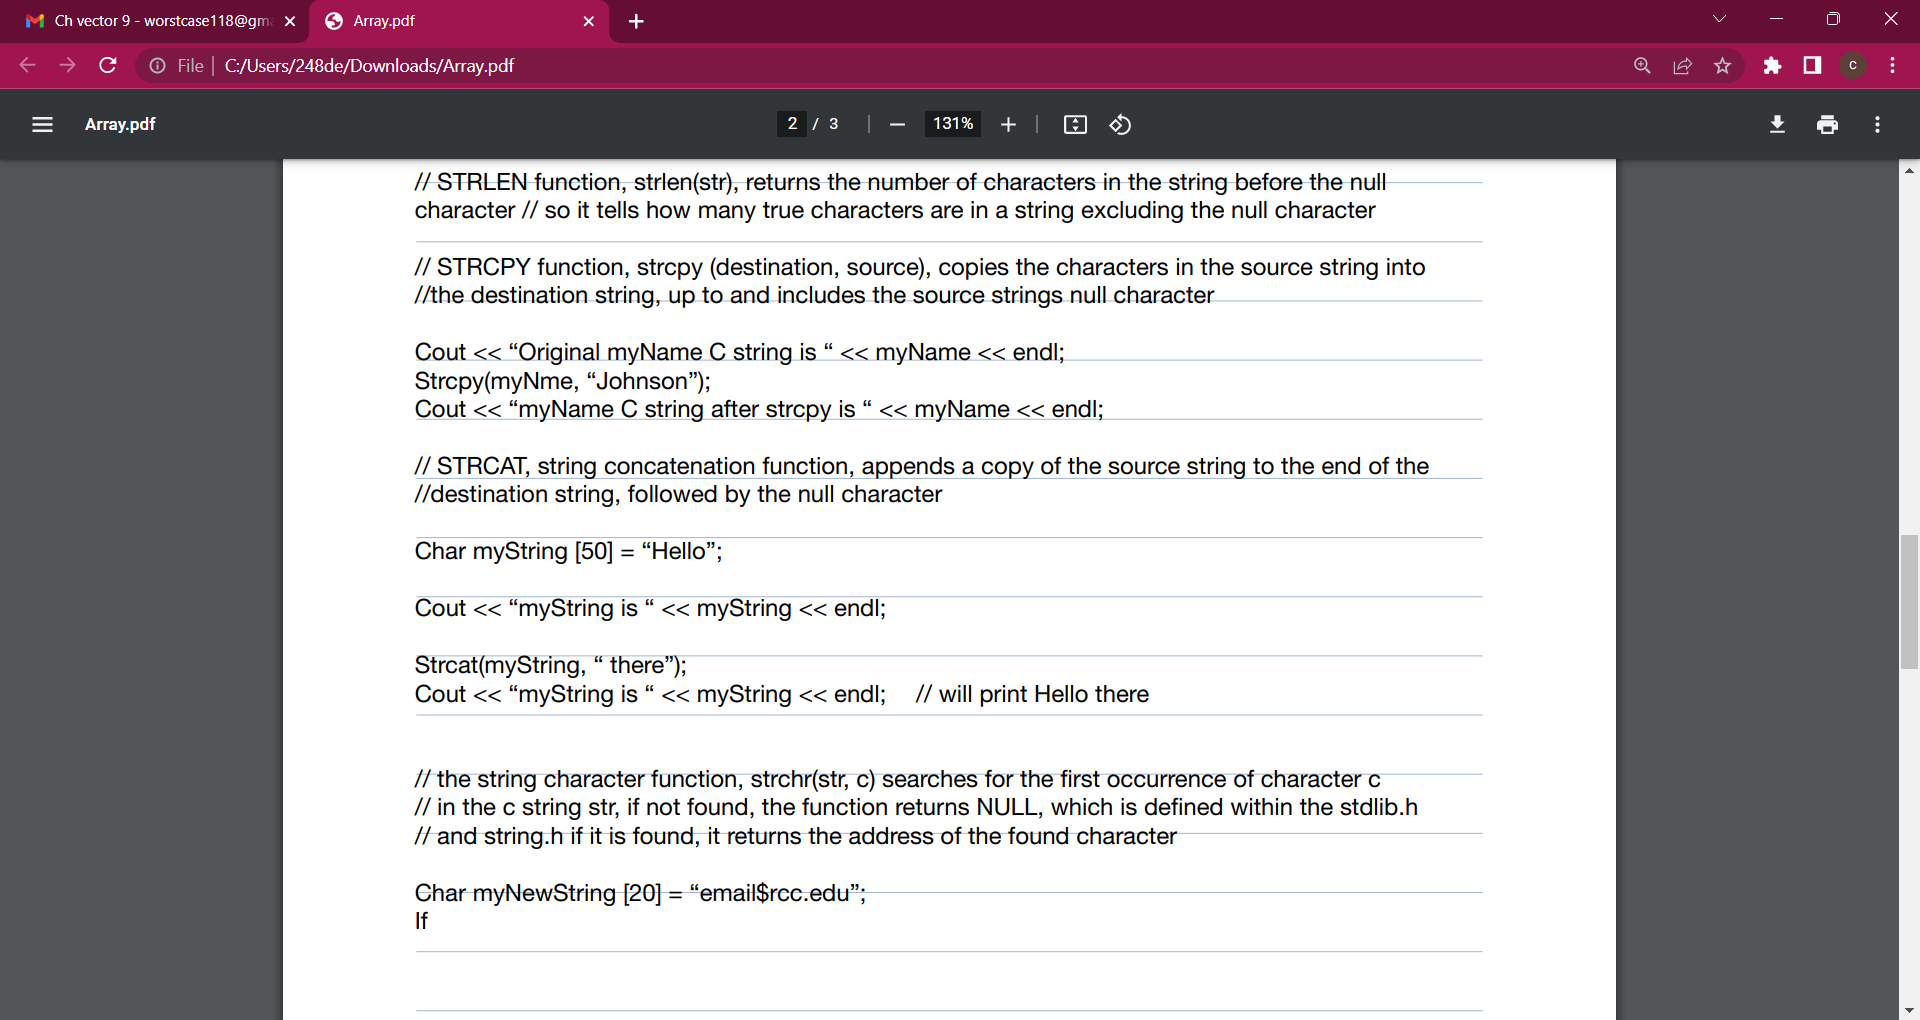 Ch vector 9 - worstcase118@gma
Array.pdf
File
C:/Users/248de/Downloads/Array.pdf
c
Array.pdf
2 / 3
131%
// STRLEN function, strlen(str), returns the number of characters in the string before the null
character // so it tells how many true characters are in a string excluding the null character
// STRCPY function, strcpy (destination, source), copies the characters in the source string into
//the destination string, up to and includes the source strings null character
Cout << “Original myName C string is “ << myName << endl;
Strcpy(myNme, “Johnson”);
Cout << “myName C string after strcpy is “ << myName << endl;
// STRCAT, string concatenation function, appends a copy of the source string to the end of the
//destination string, followed by the null character
Char myString [50] = “Hello”;
Cout << “myString is “ << myString << endl;
Strcat(myString, “ there”);
Cout << “myString is “ << myString << endl; // will print Hello there
// the string character function, strchr(str, c) searches for the first occurrence of character c
// in the c string str, if not found, the function returns NULL, which is defined within the stdlib.h
// and string.h if it is found, it returns the address of the found character
Char myNewString [20] = “email$rcc.edu”;
If